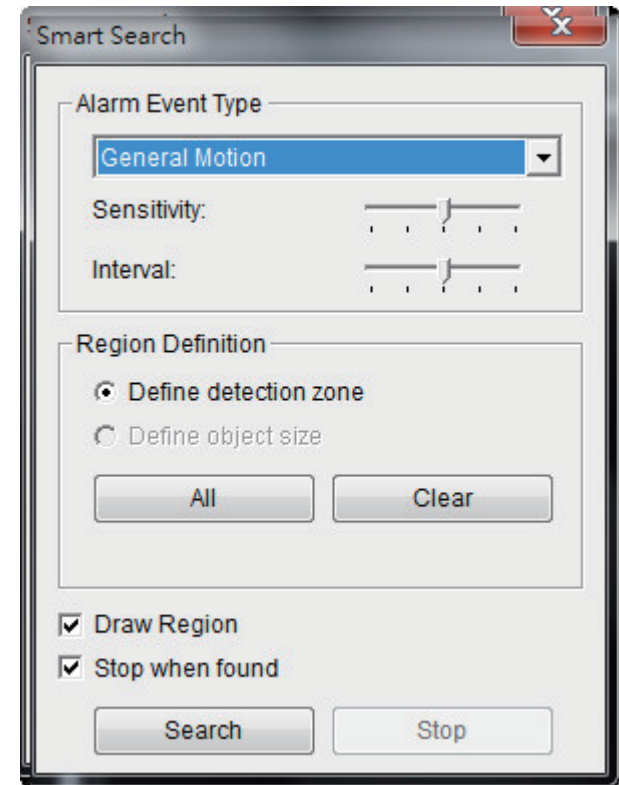 Smart Search
Alarm Event Type
General Motion
Sensitivity:
Interval:
Region Definition
Define detection zone
Define object size
All Clear
Draw Region
Stop when found
Search Stop